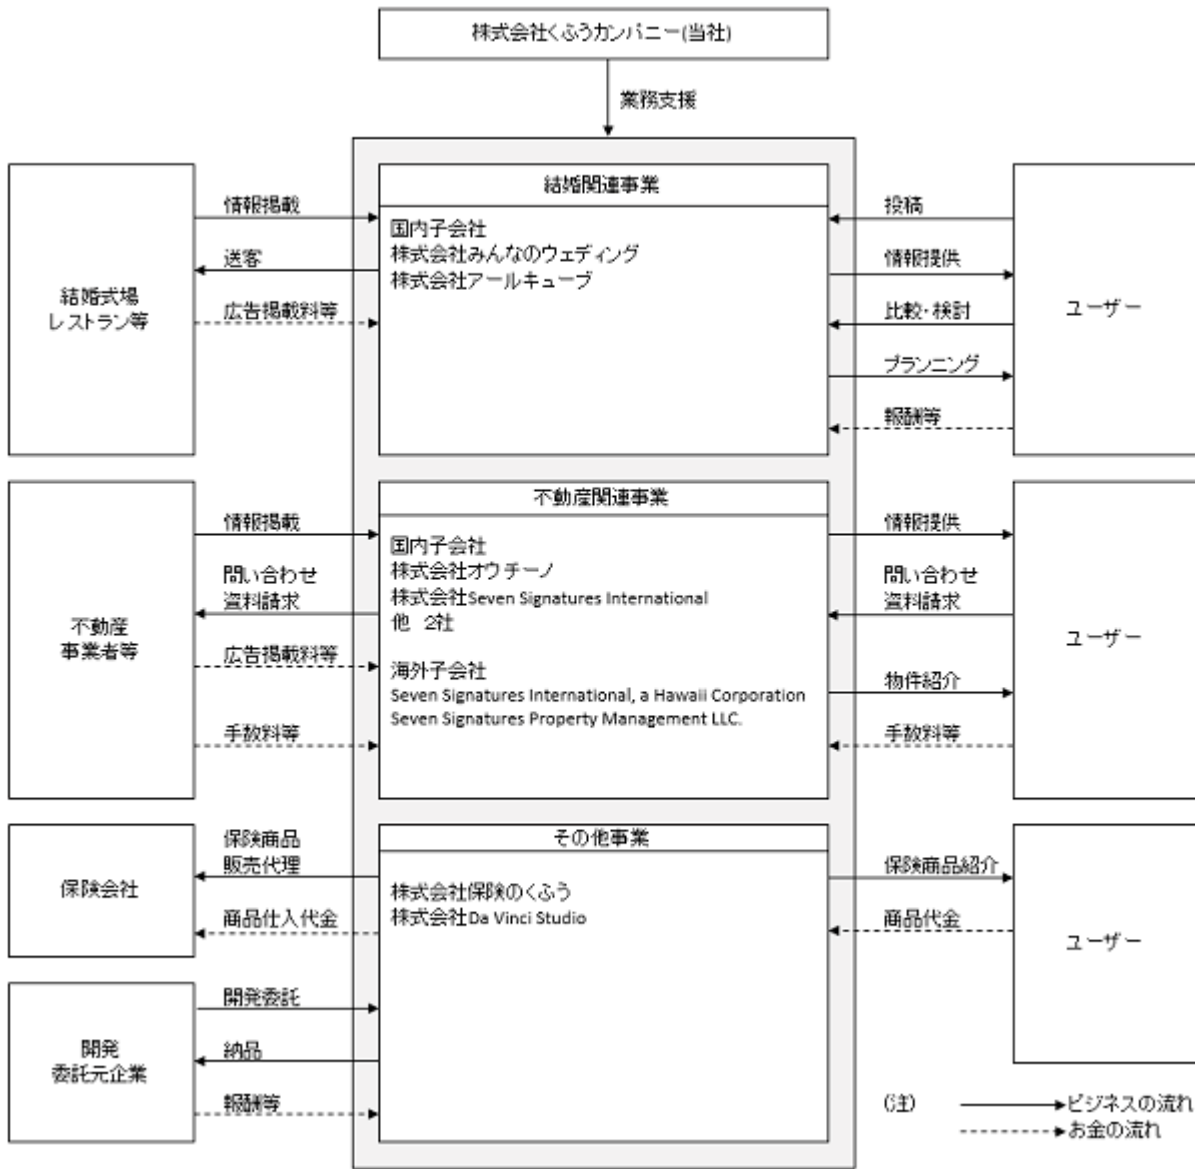 株式会社くふうカンパニー(当社)
業務支援
結婚式場
レストラン等
情報掲載
送客
広告掲載料等
結婚関連事業
国内子会社
株式会社みんなのウェディング
株式会社アールキューブ
投稿
情報提供
比較・検討
プランニング
報酬等
ユーザー
不動産
事業者等
情報掲載
問い合わせ
資料請求
広告掲載料等
手数料等
不動産関連事業
国内子会社
株式会社オウチーノ
株式会社Seven Signatures International
他 2社
海外子会社
Seven Signatures International, a Hawaii Corporation
Seven Signatures Property Management LLC.
情報提供
問い合わせ
資料請求
物件紹介
手数料等
ユーザー
保険会社
保険商品
販売代理
商品仕入代金
その他事業
株式会社保険のくふう
株式会社Da Vinci Studio
保険商品紹介
商品代金
ユーザー
開発
委託元企業
開発委託
納品
報酬等
(注)
ビジネスの流れ
お金の流れ